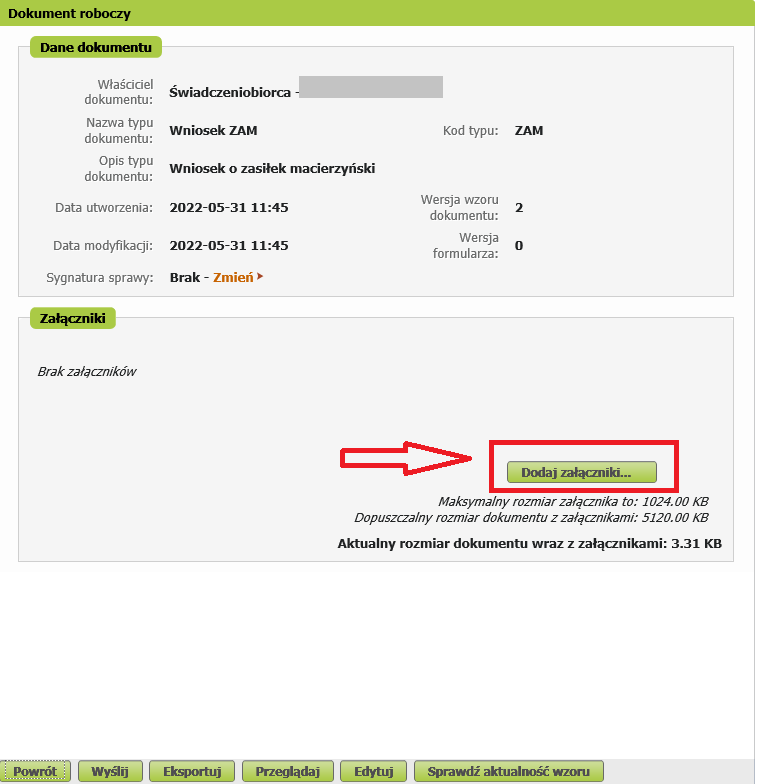 Dokument roboczy
Dane dokumentu
Właściciel
dokumentu:
Świadczeniobiorca -
Nazwa typu
dokumentu:
Wniosek ZAM
Kod typu:
ZAM
Opis typu
dokumentu:
Wniosek o zasiłek macierzyński
Data utworzenia:
2022-05-31 11:45
Wersja wzoru
dokumentu:
2
Data modyfikacji:
2022-05-31 11:45
Wersja
formularza:
0
Sygnatura sprawy:
Brak - Zmień
Załączniki
Brak załączników
Dodaj załączniki...
Maksymalny rozmiar załącznika to: 1024.00 KB
Dopuszczalny rozmiar dokumentu z załącznikami: 5120.00 KB
Aktualny rozmiar dokumentu wraz z załącznikami: 3.31 KB
Powrót
Wyślij
Eksportuj
Przeglądaj
Edytuj
Sprawdź aktualność wzoru